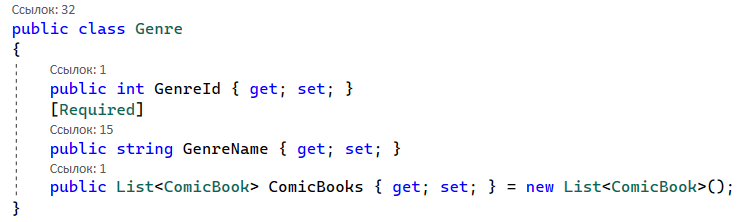 Ссылок: 32
public class Genre
{
Ссылок: 1
public int GenreId { get; set; }
[Required]
Ссылок: 15
public string GenreName { get; set; }
Ссылок: 1
public List<ComicBook> ComicBooks { get; set; } = new List<ComicBook>();
}